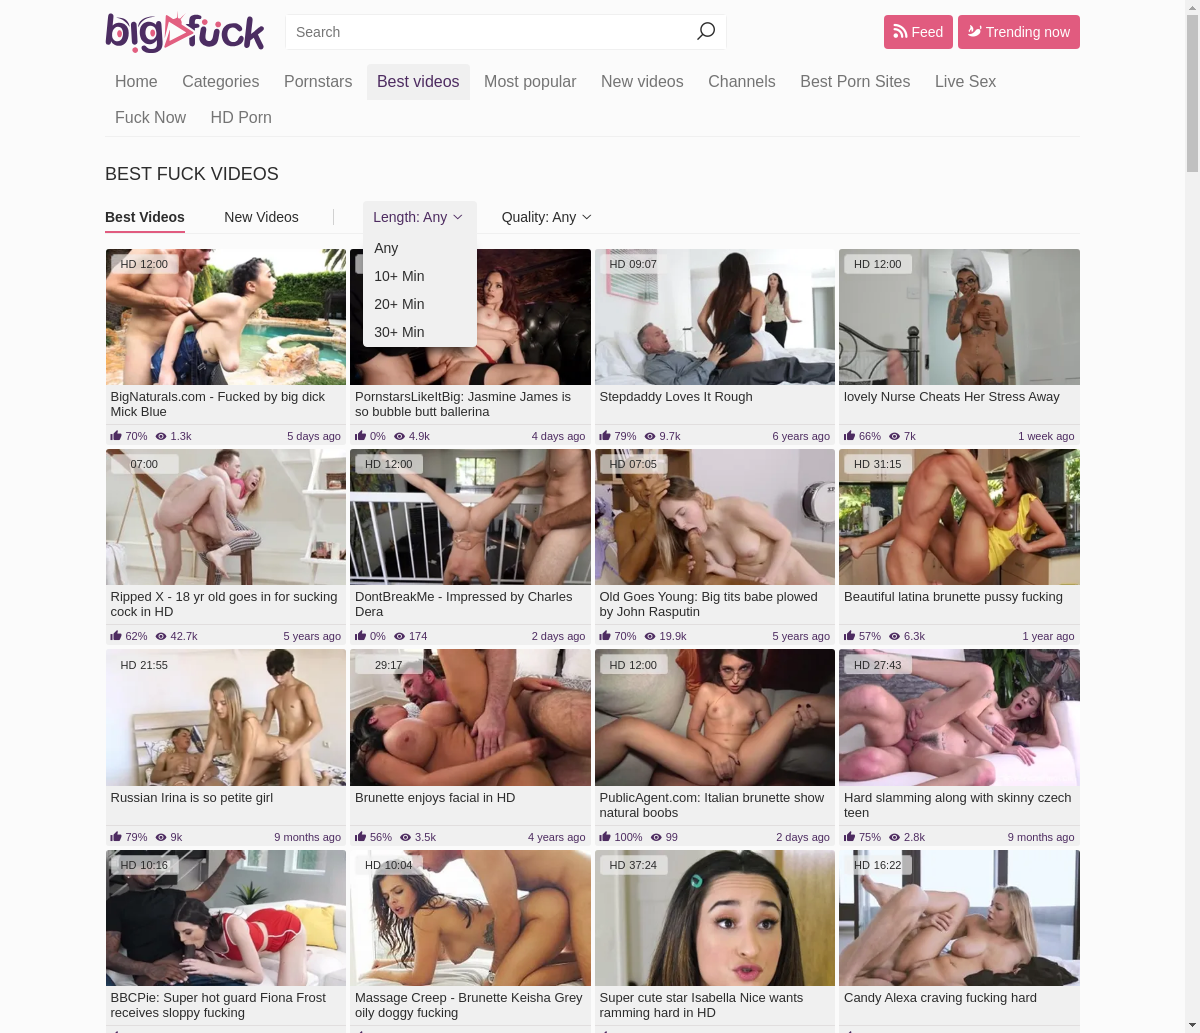 bigfuck
Search
Feed
Trending now
Home Categories Pornstars Best videos Most popular New videos Channels Best Porn Sites Live Sex
Fuck Now HD Porn
BEST FUCK VIDEOS
Best Videos New Videos Length: Any Quality: Any
Any
10+ Min
20+ Min
30+ Min
HD 12:00
BigNaturals.com - Fucked by big dick
Mick Blue
70% 1.3k 5 days ago
PornstarsLikeItBig: Jasmine James is
so bubble butt ballerina
0% 4.9k 4 days ago
HD 09:07
Stepdaddy Loves It Rough
79% 9.7k 6 years ago
HD 12:00
lovely Nurse Cheats Her Stress Away
66% 7k 1 week ago
07:00
Ripped X - 18 yr old goes in for sucking
cock in HD
62% 42.7k 5 years ago
HD 12:00
DontBreakMe - Impressed by Charles
Dera
0% 174 2 days ago
HD 07:05
Old Goes Young: Big tits babe plowed
by John Rasputin
70% 19.9k 5 years ago
HD 31:15
Beautiful latina brunette pussy fucking
57% 6.3k 1 year ago
HD 21:55
Russian Irina is so petite girl
79% 9k 9 months ago
29:17
Brunette enjoys facial in HD
56% 3.5k 4 years ago
HD 12:00
PublicAgent.com: Italian brunette show
natural boobs
100% 99 2 days ago
HD 27:43
Hard slamming along with skinny czech
teen
75% 2.8k 9 months ago
HD 10:16
BBCPie: Super hot guard Fiona Frost
receives sloppy fucking
HD 10:04
Massage Creep - Brunette Keisha Grey
oily doggy fucking
HD 37:24
Super cute star Isabella Nice wants
ramming hard in HD
HD 16:22
Candy Alexa craving fucking hard